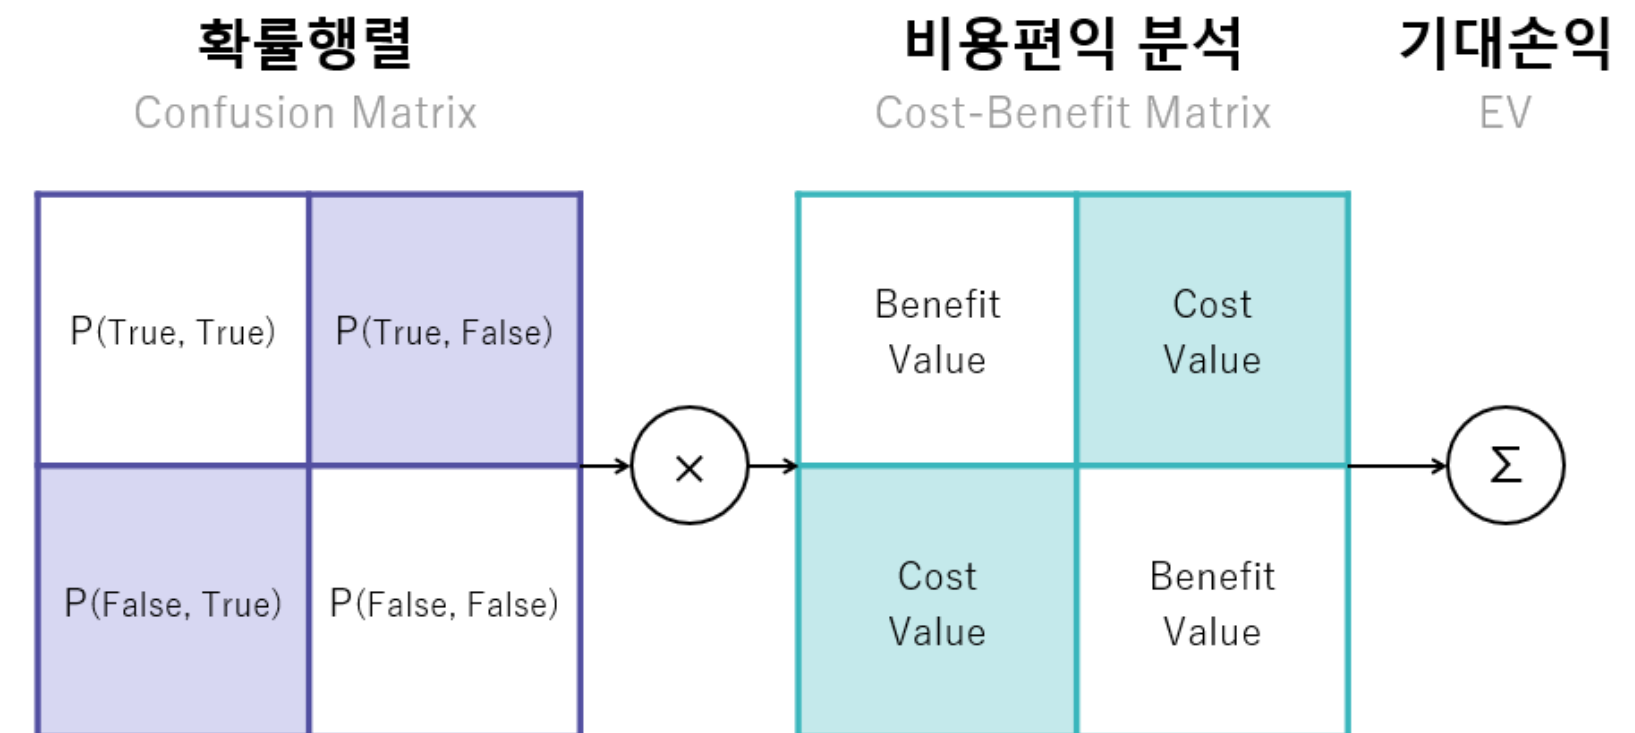 확률행렬
Confusion Matrix
비용편익 분석
Cost-Benefit Matrix
기대손익
EV
P(True, True)
P(True, False)
P(False, True)
P(False, False)
×
Benefit
Value
Cost
Value
Cost
Value
Benefit
Value
Σ